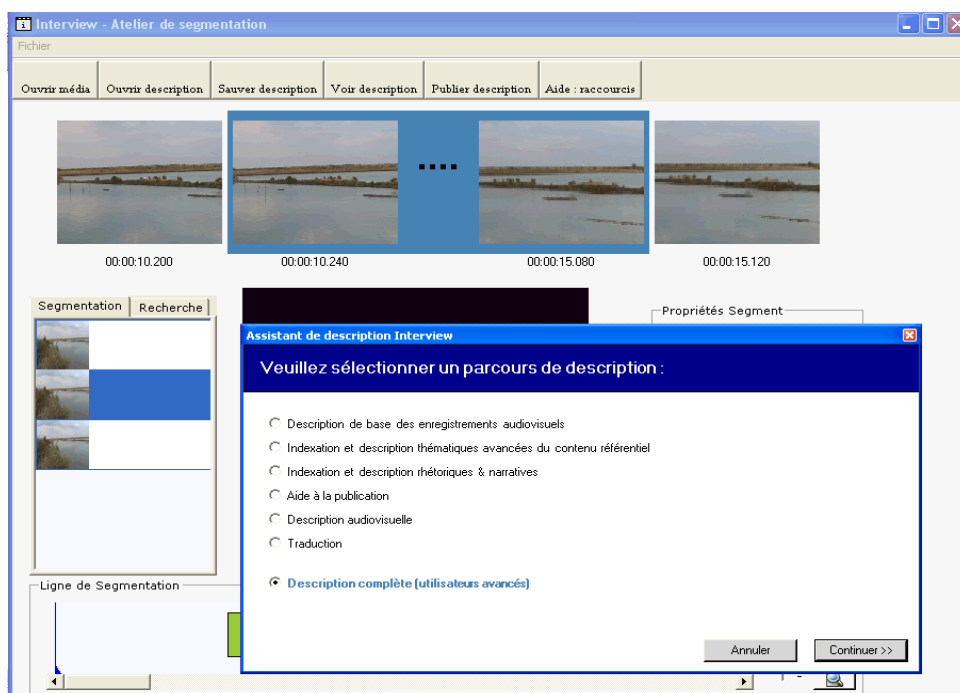 Interview - Atelier de segmentation
Fichier
Ouvrir média Ouvrir description Sauver description Voir description Publier description Aide : raccourcis
....
00:00:10.200 00:00:10.240 00:00:15.080 00:00:15.120
Segmentation Recherche
Propriétés Segment
Assistant de description Interview
Veuillez sélectionner un parcours de description :
Description de base des enregistrements audiovisuels
Indexation et description thématiques avancées du contenu référentiel
Indexation et description rhétoriques & narratives
Aide à la publication
Description audiovisuelle
Traduction
Description complète (utilisateurs avancés)
Ligne de Segmentation
Annuler Continuer >>